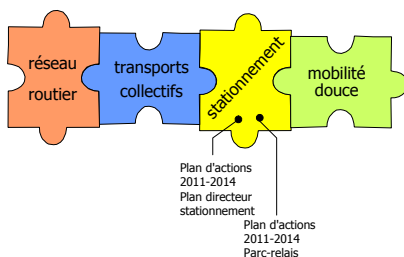 réseau
routier
transports
collectifs
stationnement
mobilité
douce
Plan d'actions
2011-2014
Plan directeur
stationnement
Plan d'actions
2011-2014
Parc-relais